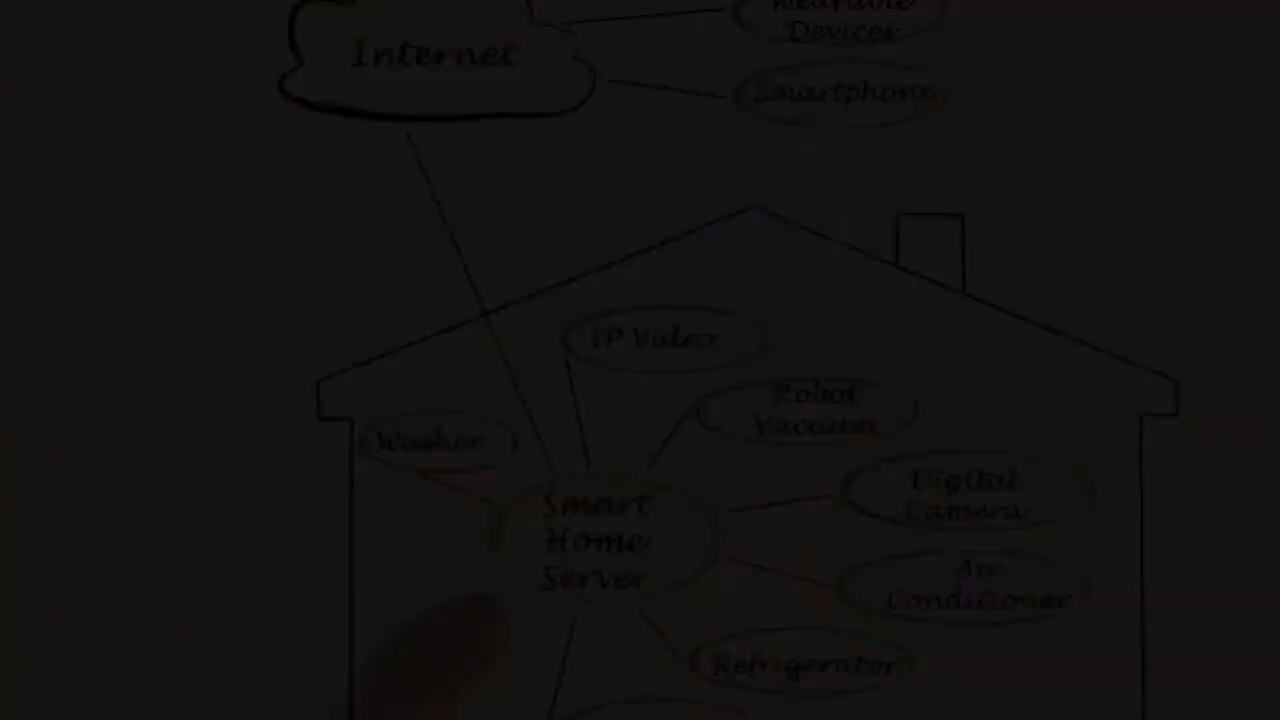 Wearable
Devices
Internet
Smartphone
IP Video
Robot
Vacuum
Washer
Digital
Camera
Smart
Home
Server
Air
Conditioner
Refrigerator